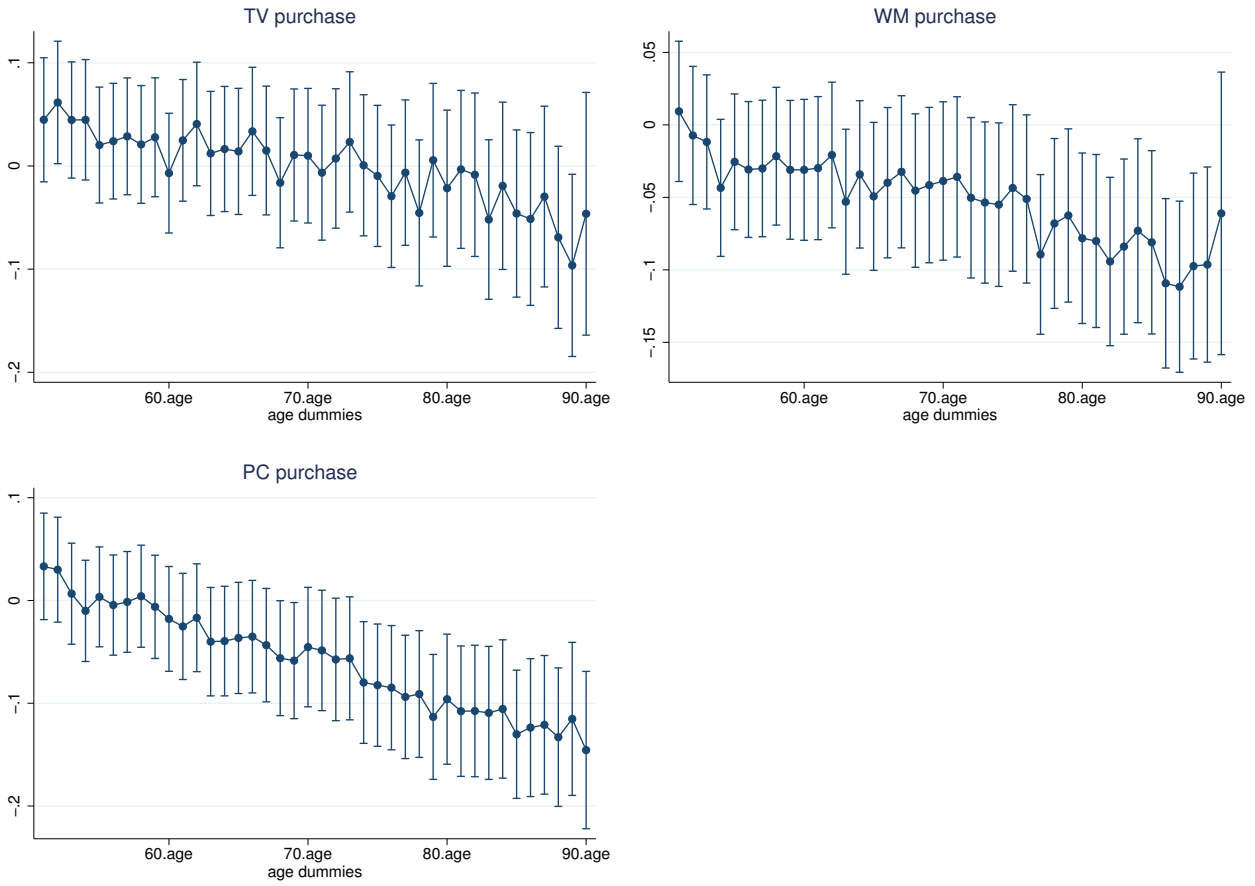 TV purchase
.1
0
-.1
-.2
60.age 70.age 80.age 90.age
age dummies
WM purchase
.05
0
-.05
-.1
-.15
60.age 70.age 80.age 90.age
age dummies
PC purchase
.1
0
-.1
-.2
60.age 70.age 80.age 90.age
age dummies